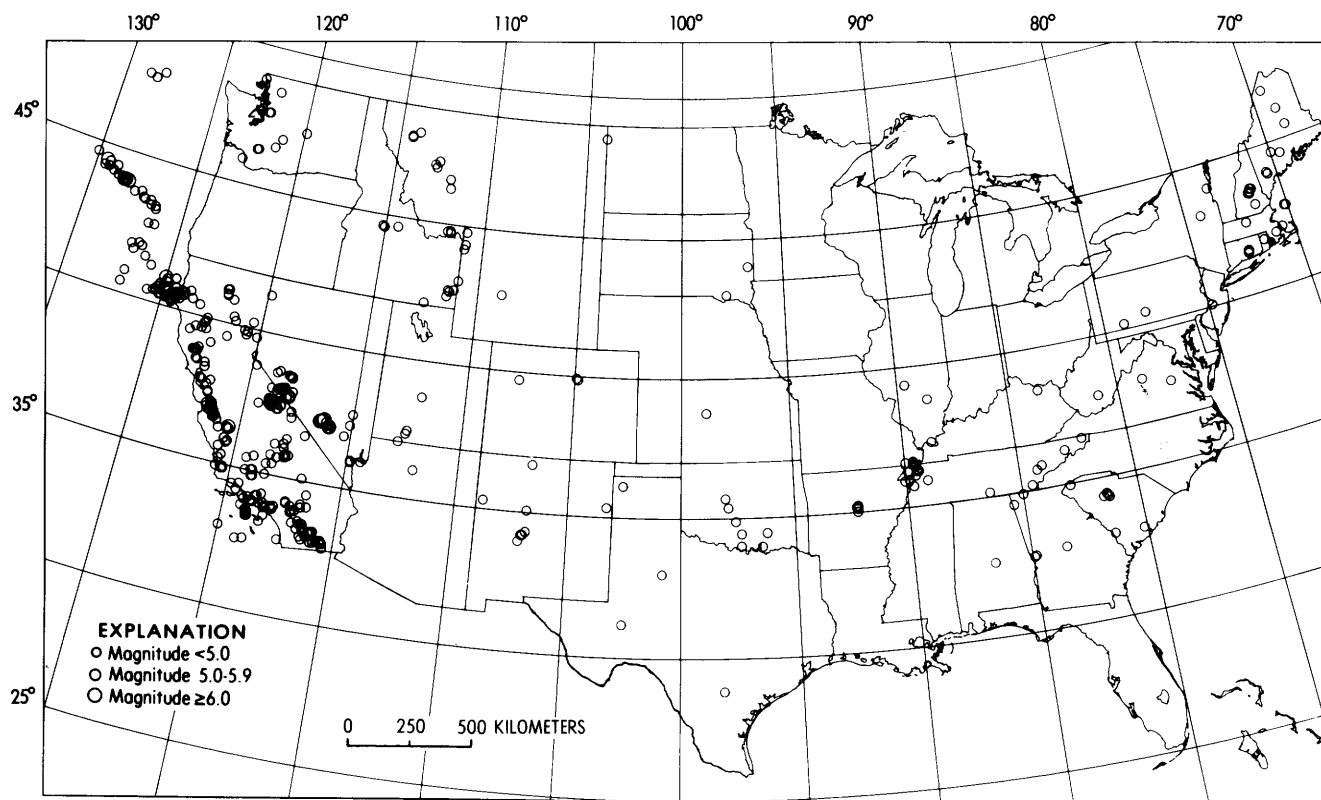 130° 120° 110° 100° 90° 80° 70°
45°
35°
25°
EXPLANATION
Magnitude <5.0
Magnitude 5.0-5.9
Magnitude ≥6.0
0 250 500 KILOMETERS